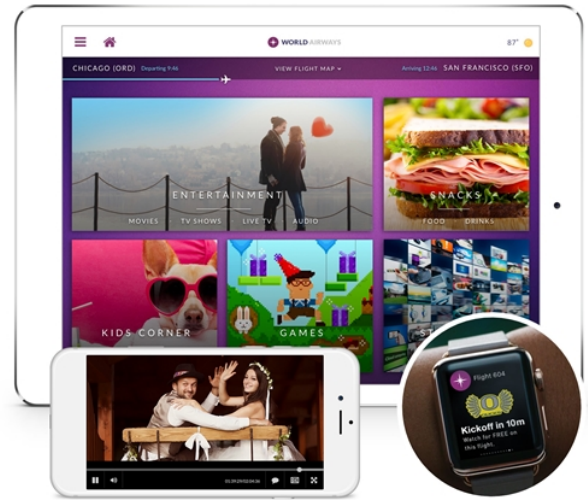 WORLD AIRWAYS
87°
CHICAGO (ORD) Departing 9:46
VIEW FLIGHT MAP
Arriving 12:46 SAN FRANCISCO (SFO)
ENTERTAINMENT
MOVIES TV SHOWS LIVE TV AUDIO
SNACKS
FOOD DRINKS
KIDS CORNER
GAMES
ST
Flight 604
Kickoff in 10m
Watch for FREE on
this flight.